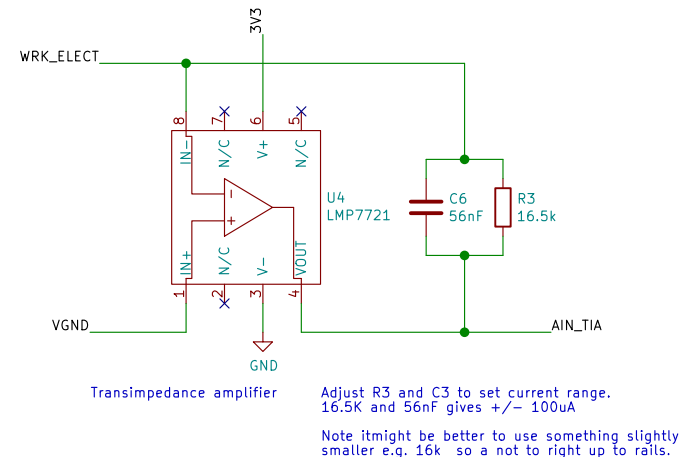 3V3
WRK_ELECT
8 7 6 5
IN- N/C V+ N/C
U4
LMP7721
C6
56nF
R3
16.5k
-
+
IN+ N/C V- VOUT
1 2 3 4
VGND
AIN_TIA
GND
Transimpedance amplifier
Adjust R3 and C3 to set current range.
16.5K and 56nF gives +/- 100uA
Note itmight be better to use something slightly
smaller e.g. 16k  so a not to right up to rails.